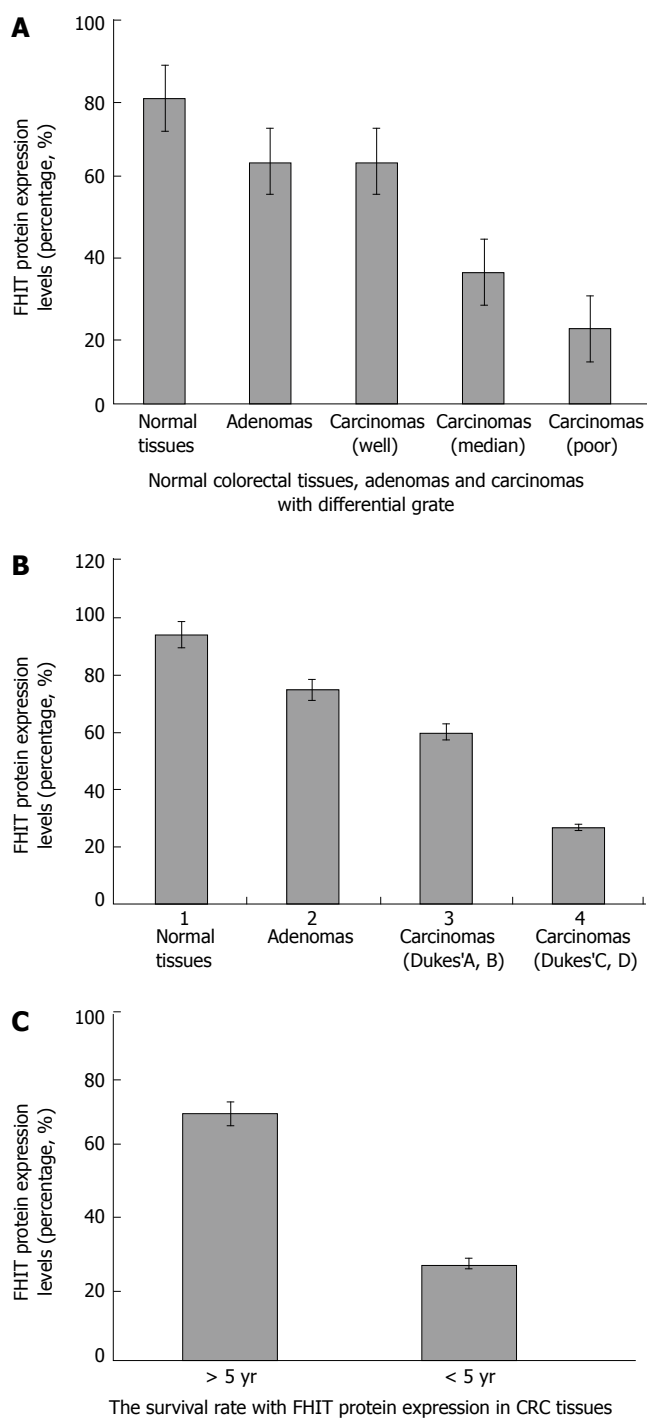 A
FHIT protein expression
levels (percentage, %)
100
80
60
40
20
0
Normal
tissues
Adenomas
Carcinomas
(well)
Carcinomas
(median)
Carcinomas
(poor)
Normal colorectal tissues, adenomas and carcinomas
with differential grate
B
FHIT protein expression
levels (percentage, %)
120
100
80
60
40
20
0
1
Normal
tissues
2
Adenomas
3
Carcinomas
(Dukes'A, B)
4
Carcinomas
(Dukes'C, D)
C
FHIT protein expression
levels (percentage, %)
100
80
60
40
20
0
> 5 yr
< 5 yr
The survival rate with FHIT protein expression in CRC tissues